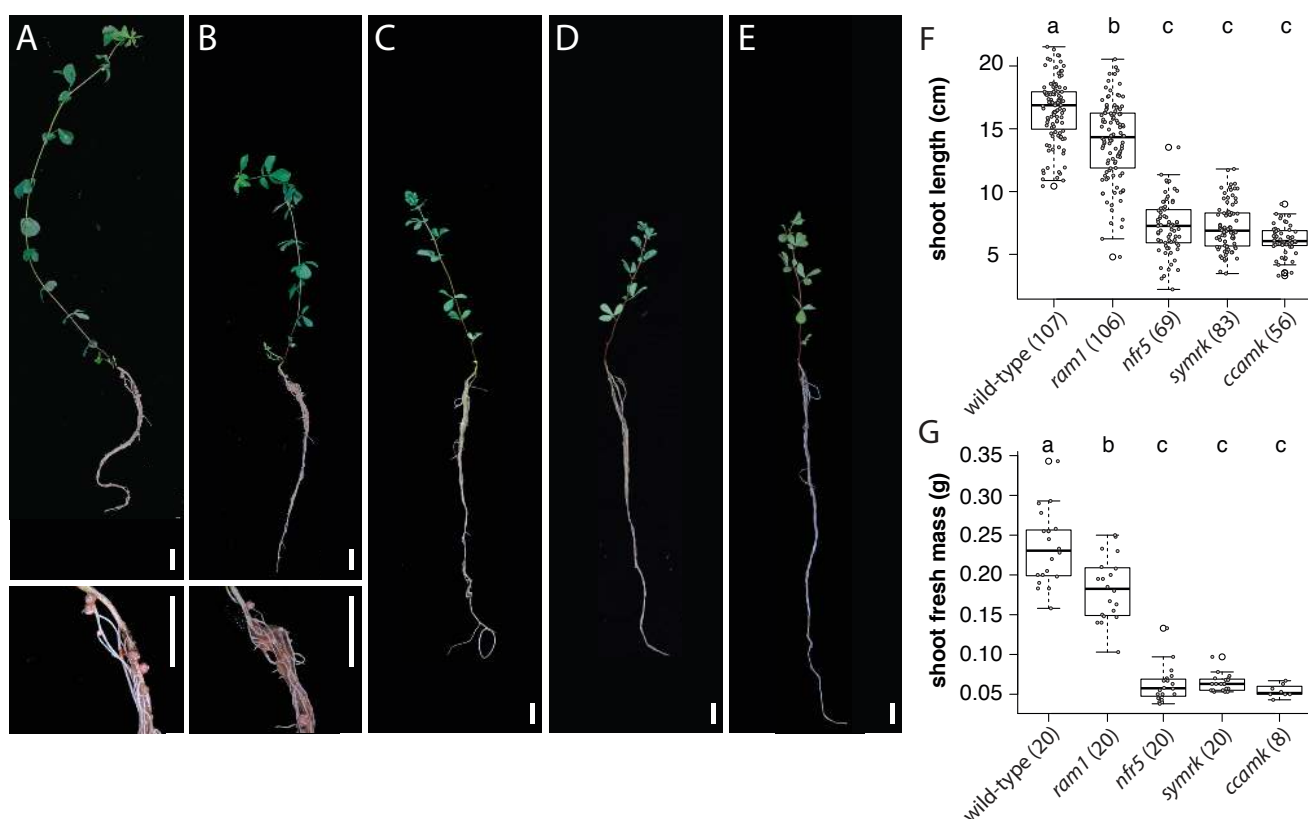 A
B
C
D
E
F
a b c c c
shoot length (cm)
20
15
10
5
wild-type (107)
ram1 (106)
nfr5 (69)
symrk (83)
ccamk (56)
G
a b c c c
shoot fresh mass (g)
0.35
0.30
0.25
0.20
0.15
0.10
0.05
wild-type (20)
ram1 (20)
nfr5 (20)
symrk (20)
ccamk (8)